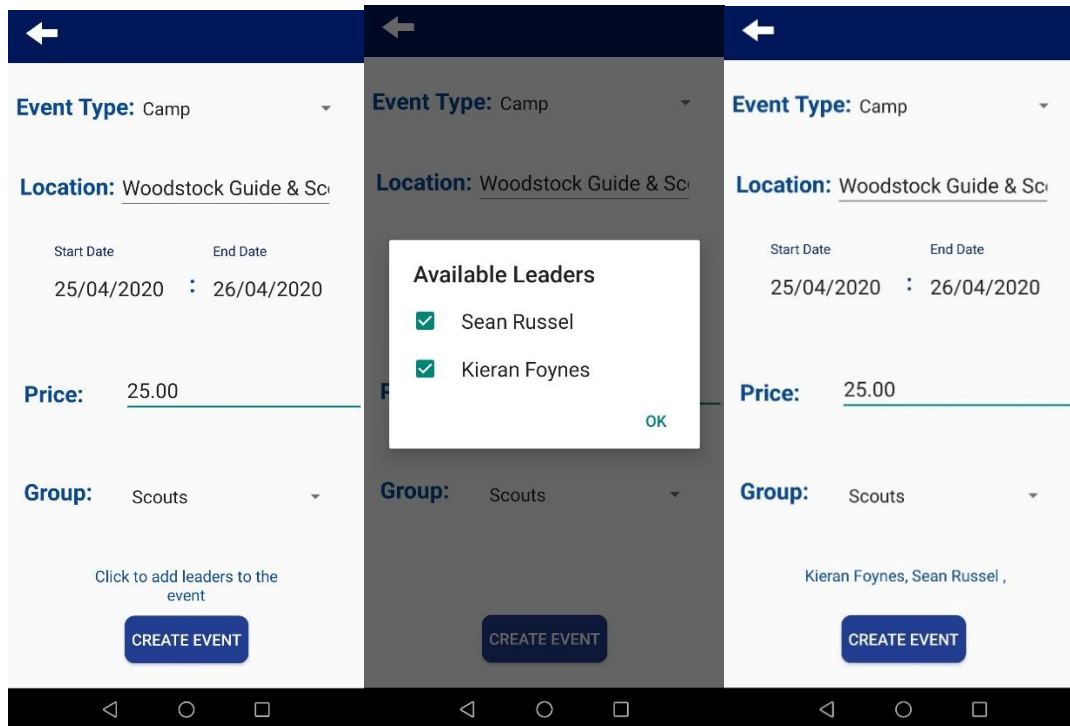 Event Type: Camp
Location: Woodstock Guide & Sc
Start Date End Date
25/04/2020 : 26/04/2020
Price: 25.00
Group: Scouts
Click to add leaders to the
event
CREATE EVENT
Event Type: Camp
Location: Woodstock Guide & Sc
Available Leaders
Sean Russel
Kieran Foynes
P
OK
Group: Scouts
CREATE EVENT
Event Type: Camp
Location: Woodstock Guide & Sc
Start Date End Date
25/04/2020 : 26/04/2020
Price: 25.00
Group: Scouts
Kieran Foynes, Sean Russel ,
CREATE EVENT